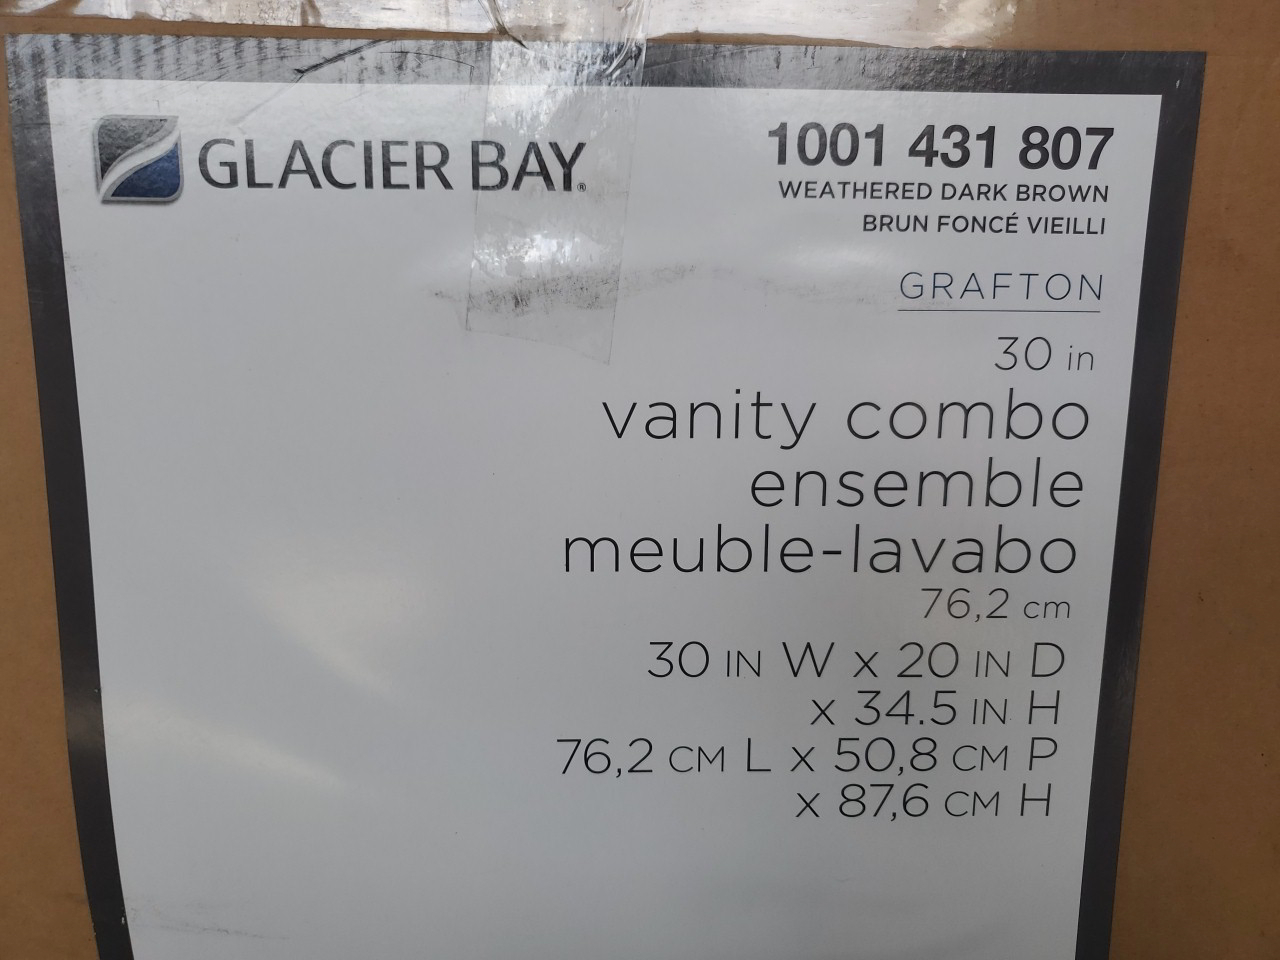 GLACIER BAY®
1001 431 807
WEATHERED DARK BROWN
BRUN FONCÉ VIEILLI
GRAFTON
30 in
vanity combo
ensemble
meuble-lavabo
76,2 cm
30 IN W x 20 IN D
x 34.5 IN H
76,2 CM L x 50,8 CM P
x 87,6 CM H